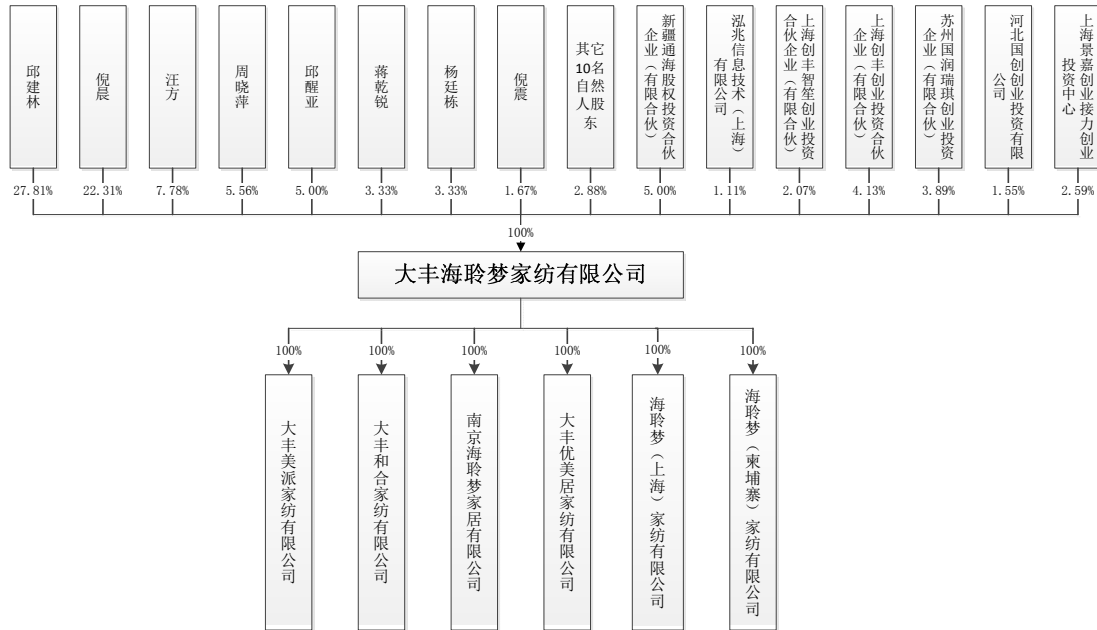 邱建林
倪晨
汪方
周晓萍
邱醒亚
蒋乾锐
杨廷栋
倪震
其它
10名
自然
人股
东
新疆通海股权投资合伙
企业（有限合伙）
泓兆信息技术（上海）
有限公司
上海创丰智笙创业投资
合伙企业（有限合伙）
上海创丰创业投资合伙
企业（有限合伙）
苏州国润瑞琪创业投资
企业（有限合伙）
河北国创创业投资有限
公司
上海景嘉创业接力创业
投资中心
27.81%
22.31%
7.78%
5.56%
5.00%
3.33%
3.33%
1.67%
2.88%
5.00%
1.11%
2.07%
4.13%
3.89%
1.55%
2.59%
100%
大丰海聆梦家纺有限公司
100%
100%
100%
100%
100%
100%
大丰美派家纺有限公司
大丰和合家纺有限公司
南京海聆梦家居有限公司
大丰优美居家纺有限公司
海聆梦（上海）家纺有限公司
海聆梦（柬埔寨）家纺有限公司